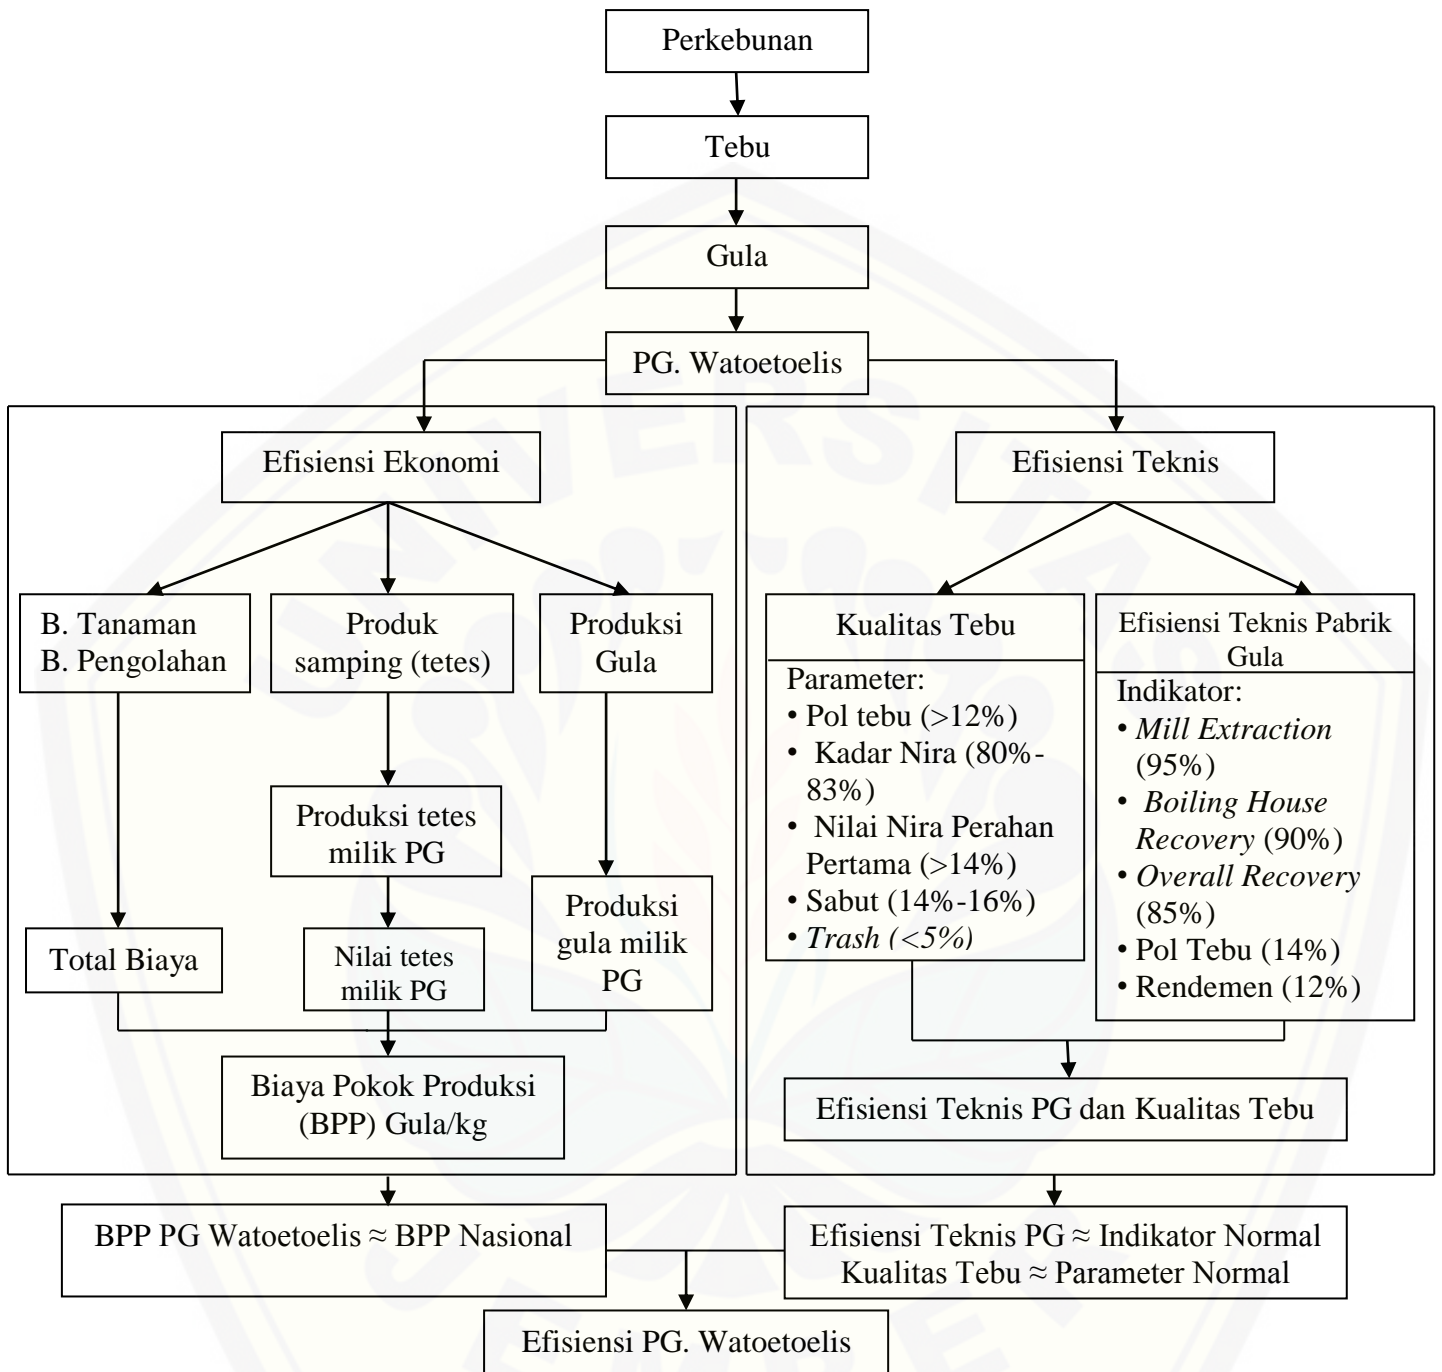 Perkebunan
Tebu
Gula
PG. Watoetoelis
Efisiensi Ekonomi
Efisiensi Teknis
B. Tanaman
B. Pengolahan
Produk
samping (tetes)
Produksi
Gula
Produksi tetes
milik PG
Total Biaya
Nilai tetes
milik PG
Produksi
gula milik
PG
Biaya Pokok Produksi
(BPP) Gula/kg
Kualitas Tebu
Parameter:
• Pol tebu (>12%)
• Kadar Nira (80%-
83%)
• Nilai Nira Perahan
Pertama (>14%)
• Sabut (14%-16%)
• Trash (<5%)
Efisiensi Teknis Pabrik
Gula
Indikator:
• Mill Extraction
(95%)
• Boiling House
Recovery (90%)
• Overall Recovery
(85%)
• Pol Tebu (14%)
• Rendemen (12%)
Efisiensi Teknis PG dan Kualitas Tebu
BPP PG Watoetoelis ≈ BPP Nasional
Efisiensi Teknis PG ≈ Indikator Normal
Kualitas Tebu ≈ Parameter Normal
Efisiensi PG. Watoetoelis
UNIVERSITAS
JEMBER